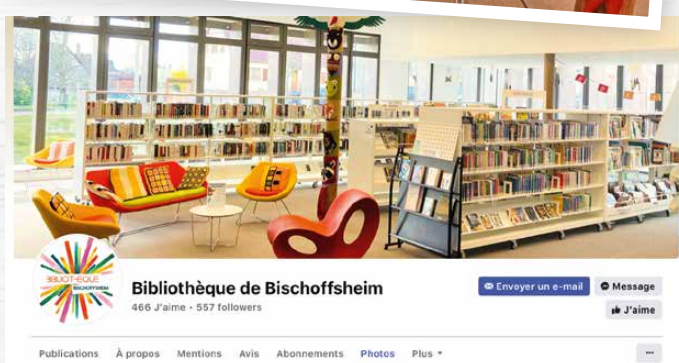 BIBLIOTHÈQUE
BISCHOFFSHEIM
Bibliothèque de Bischoffsheim
466 J'aime • 557 followers
Envoyer un e-mail
Message
J'aime
Publications À propos Mentions Avis Abonnements Photos Plus